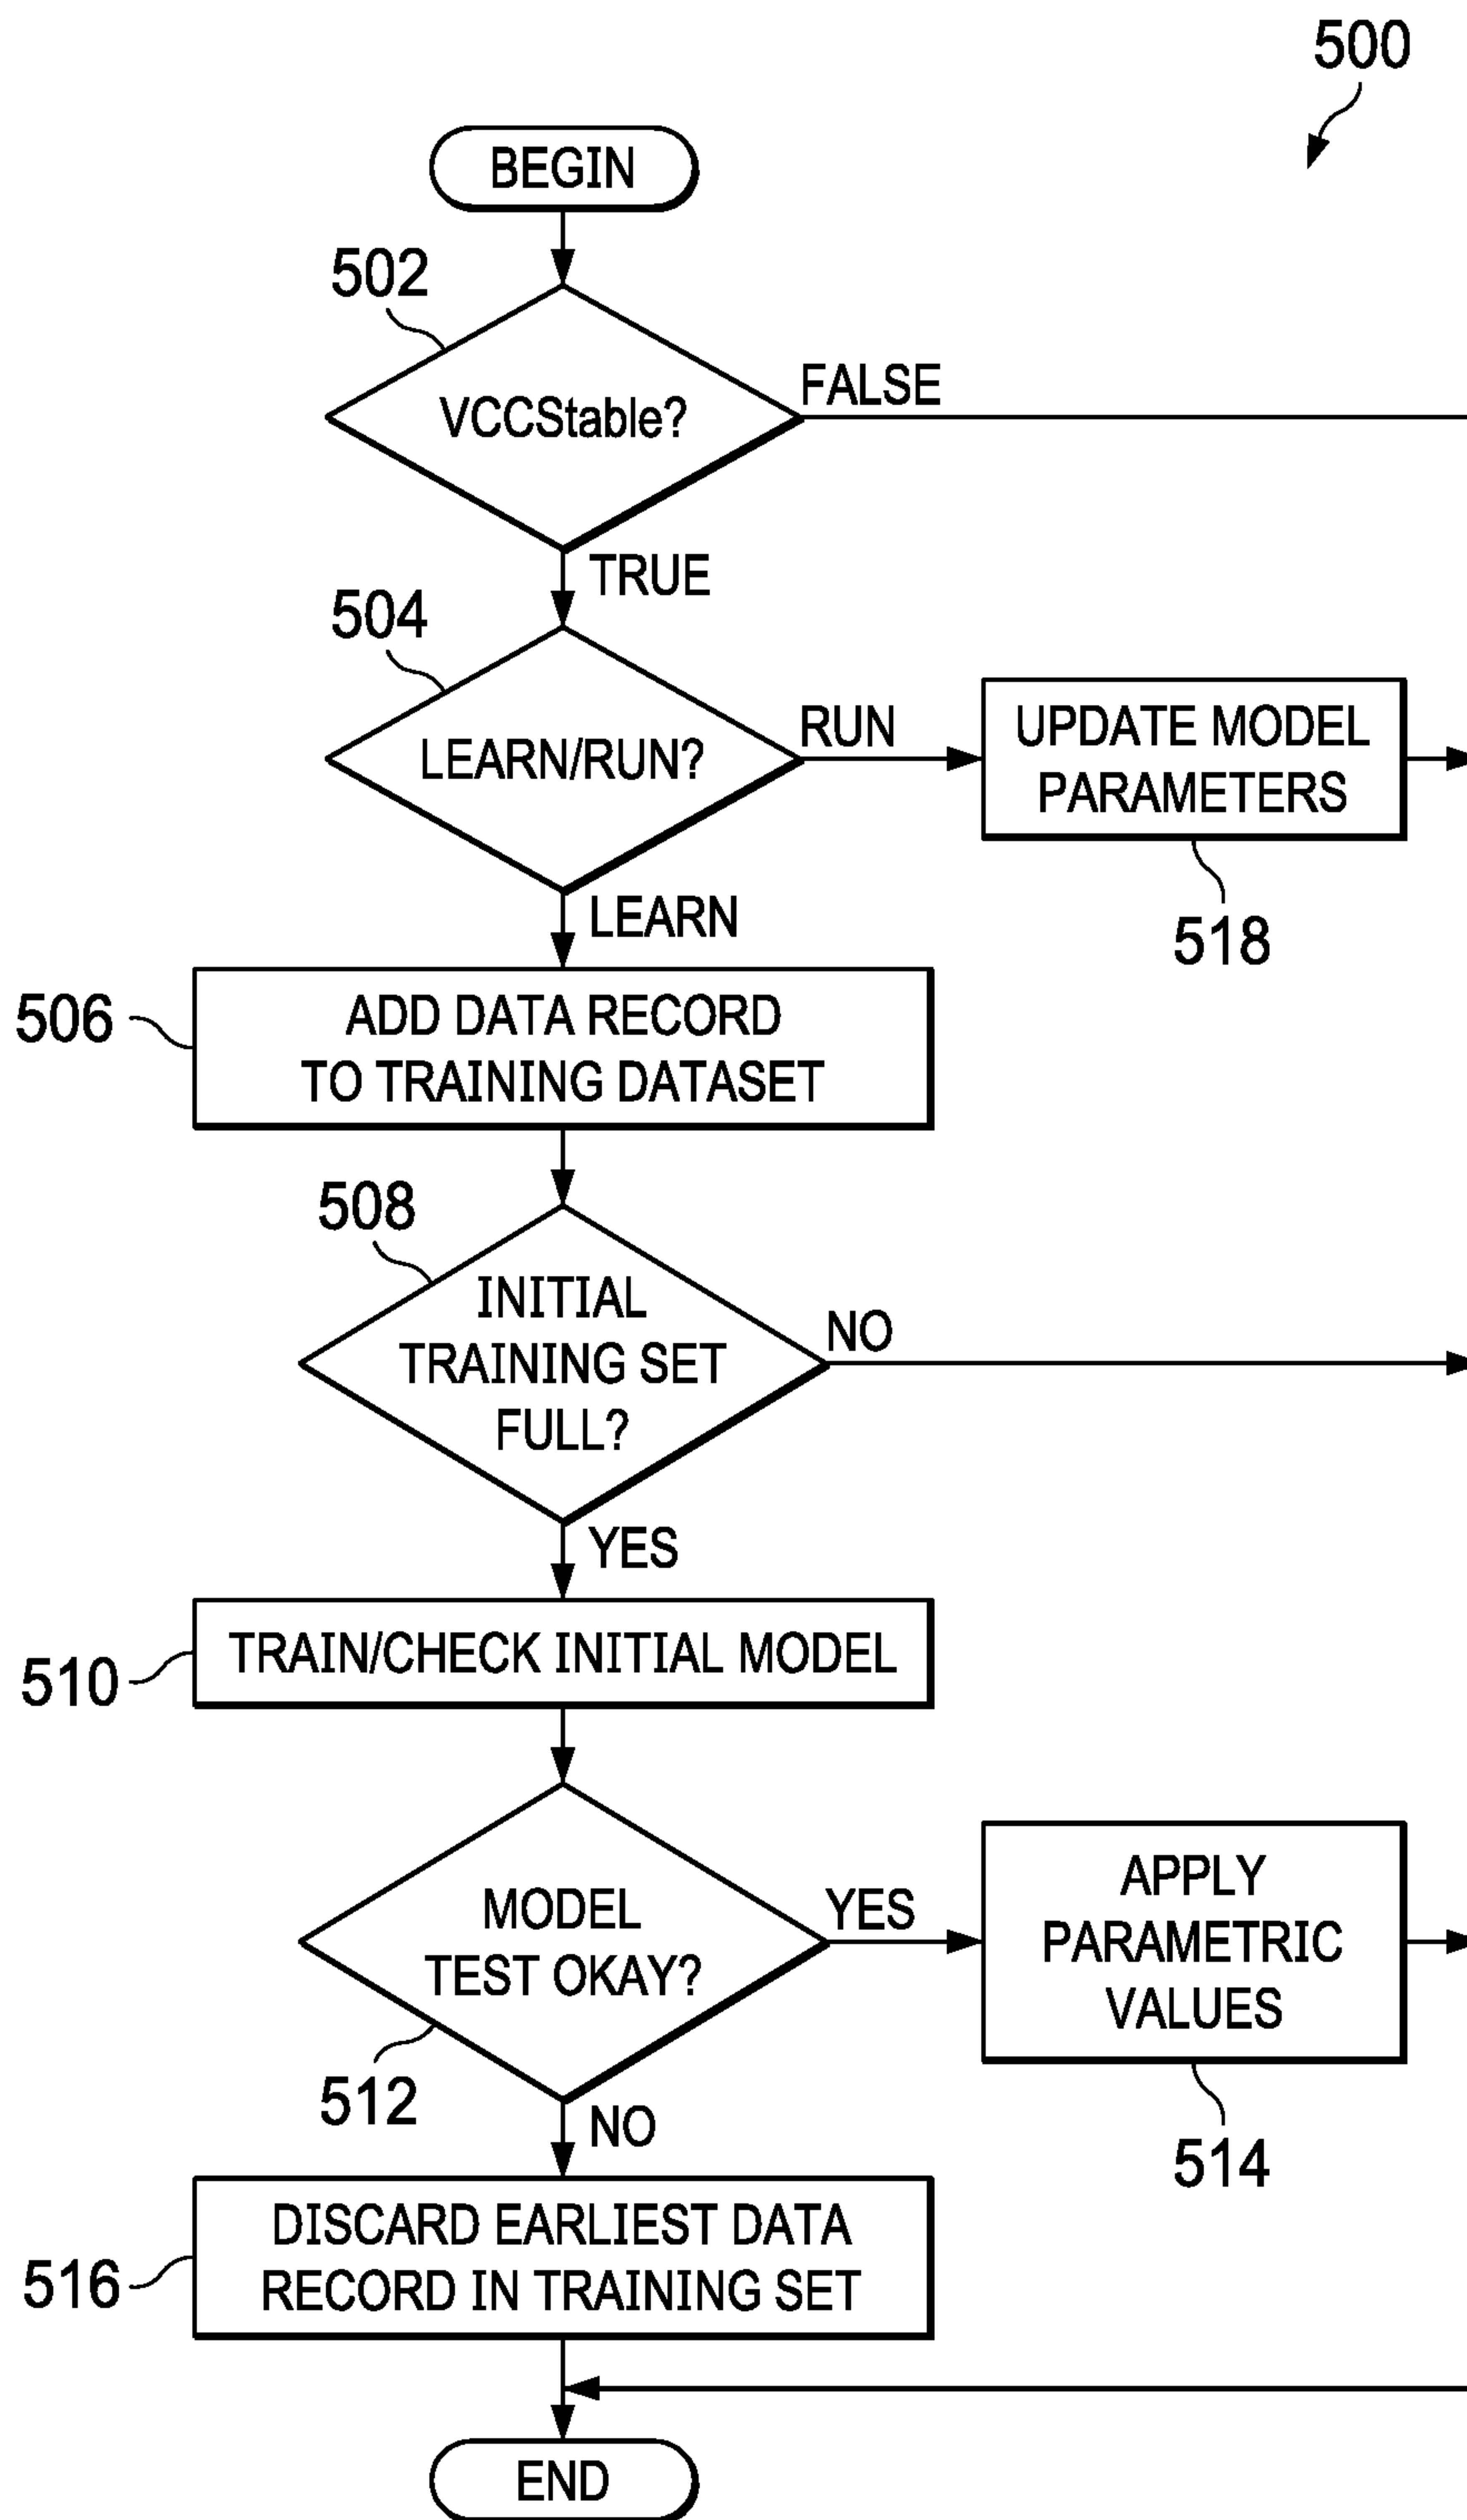 500
BEGIN
502
VCCStable?
FALSE
TRUE
504
LEARN/RUN?
RUN
UPDATE MODEL
PARAMETERS
518
LEARN
506
ADD DATA RECORD
TO TRAINING DATASET
508
INITIAL
TRAINING SET
FULL?
NO
YES
510
TRAIN/CHECK INITIAL MODEL
MODEL
TEST OKAY?
512
YES
APPLY
PARAMETRIC
VALUES
514
NO
516
DISCARD EARLIEST DATA
RECORD IN TRAINING SET
END